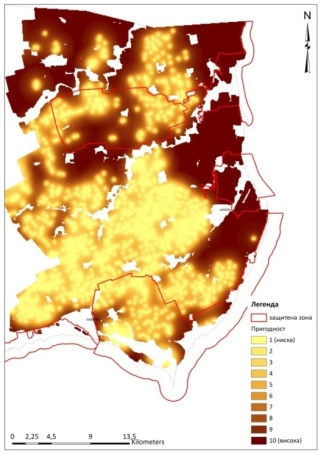 N
Легенда
защитена зона
Пригодност
1 (ниска)
2
3
4
5
6
7
8
9
10 (висока)
0 2,25 4,5 9 13,5
Kilometers